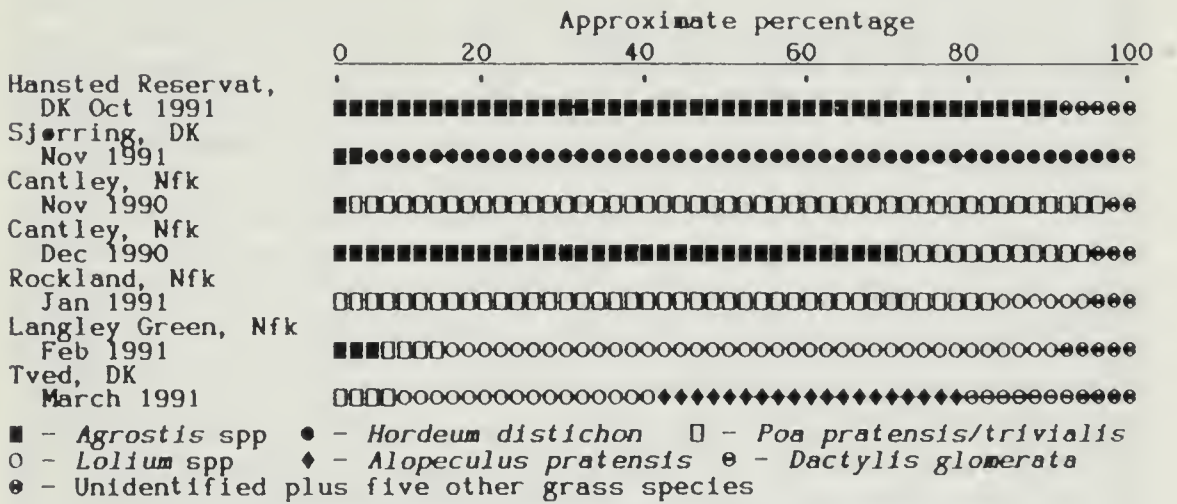 Approximate percentage
0 20 40 60 80 100
Hansted Reservat,
DK Oct 1991
Sjørring, DK
Nov 1991
Cantley, Nfk
Nov 1990
Cantley, Nfk
Dec 1990
Rockland, Nfk
Jan 1991
Langley Green, Nfk
Feb 1991
Tved, DK
March 1991
■ - Agrostis spp ● - Hordeum distichon ▯ - Poa pratensis/trivialis
○ - Lolium spp ♦ - Alopeculus pratensis ⊖ - Dactylis glomerata
⊛ - Unidentified plus five other grass species